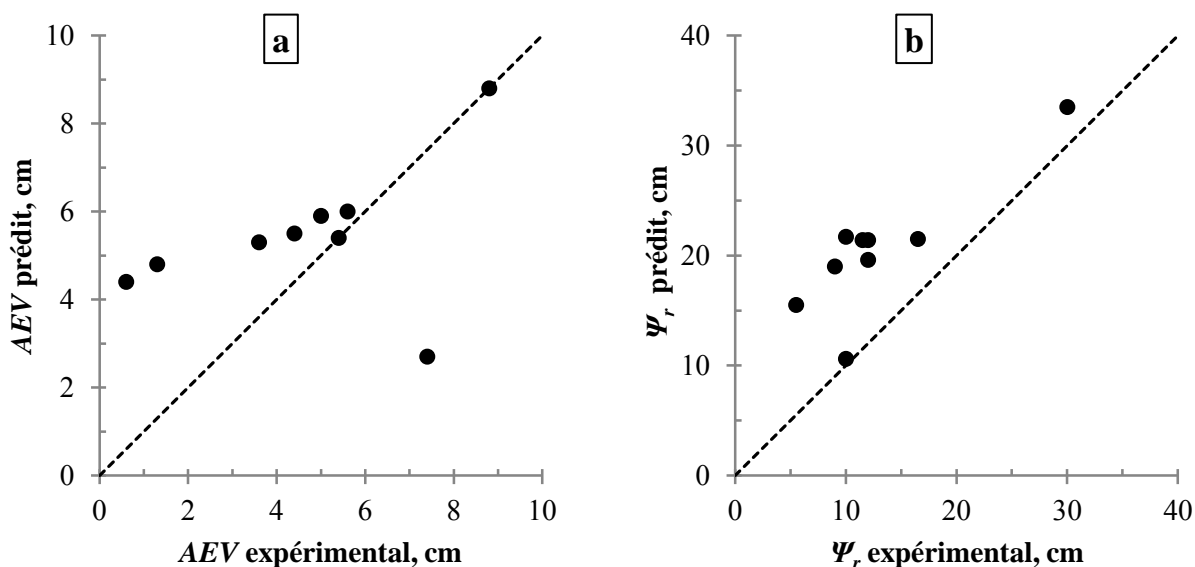 a
10
8
6
4
2
0
0 2 4 6 8 10
AEV prédit, cm
AEV expérimental, cm
b
40
30
20
10
0
0 10 20 30 40
Ψr prédit, cm
Ψr expérimental, cm